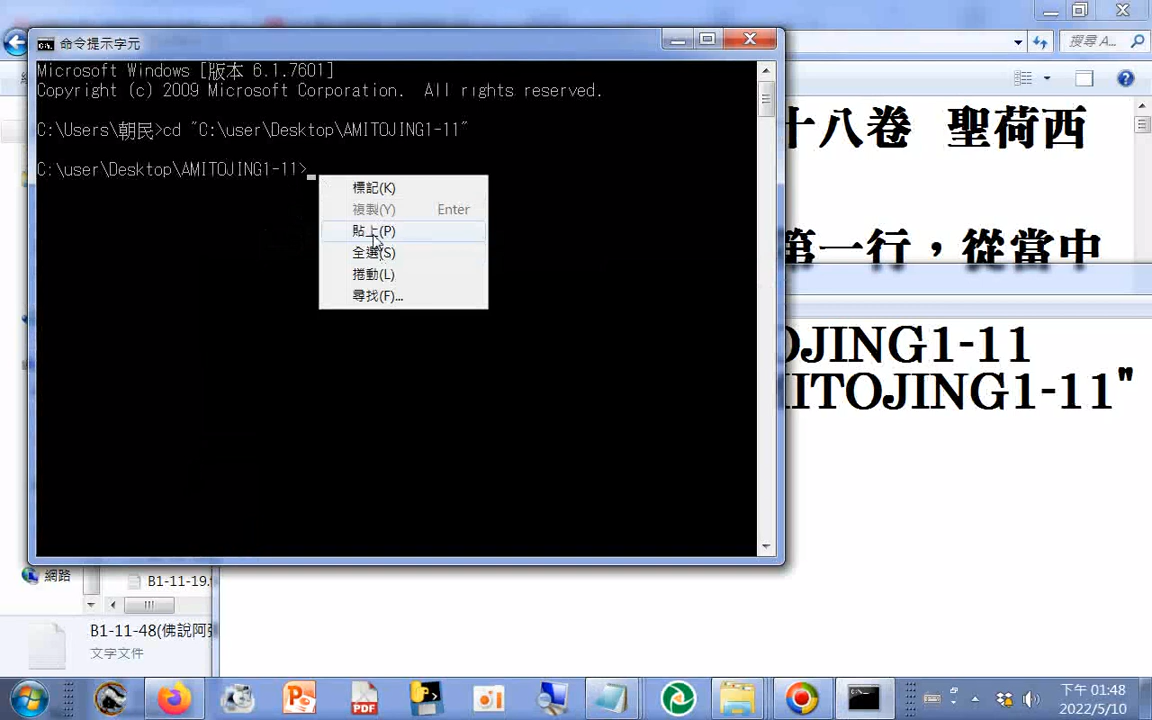 命令提示字元
搜尋 A...
Microsoft Windows [版本 6.1.7601]
Copyright (c) 2009 Microsoft Corporation.  All rights reserved.
C:\Users\朝民>cd "C:\user\Desktop\AMITOJING1-11"
C:\user\Desktop\AMITOJING1-11>
標記(K)
複製(Y) Enter
貼上(P)
全選(S)
捲動(L)
尋找(F)...
十八卷 聖荷西
第一行，從當中
OJING1-11
MITOJING1-11"
網路
B1-11-19.
B1-11-48(佛說阿
文字文件
下午 01:48
2022/5/10